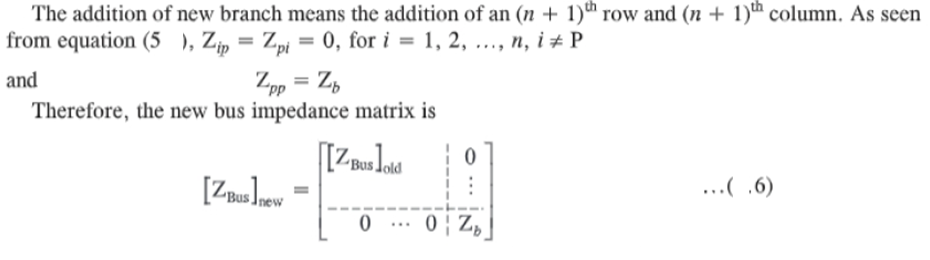 The addition of new branch means the addition of an (n + 1)th row and (n + 1)th column. As seen
from equation (5 ), Zip = Zpi = 0, for i = 1, 2, ..., n, i ≠ P
and Zpp = Zb
Therefore, the new bus impedance matrix is
[[ZBus]old 0
[ZBus]new = ⋮ ...( .6)
0 ... 0 Zb]